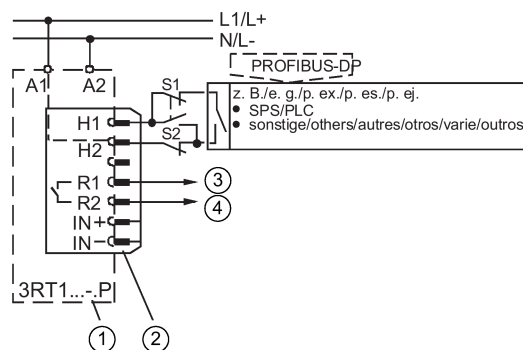 L1/L+
N/L-
PROFIBUS-DP
A1
A2
S1
z. B./e. g./p. ex./p. es./p. ej.
• SPS/PLC
• sonstige/others/autres/otros/varie/outros
H1
S2
H2
R1
3
R2
4
IN+
IN–
3RT1...-.P
1
2